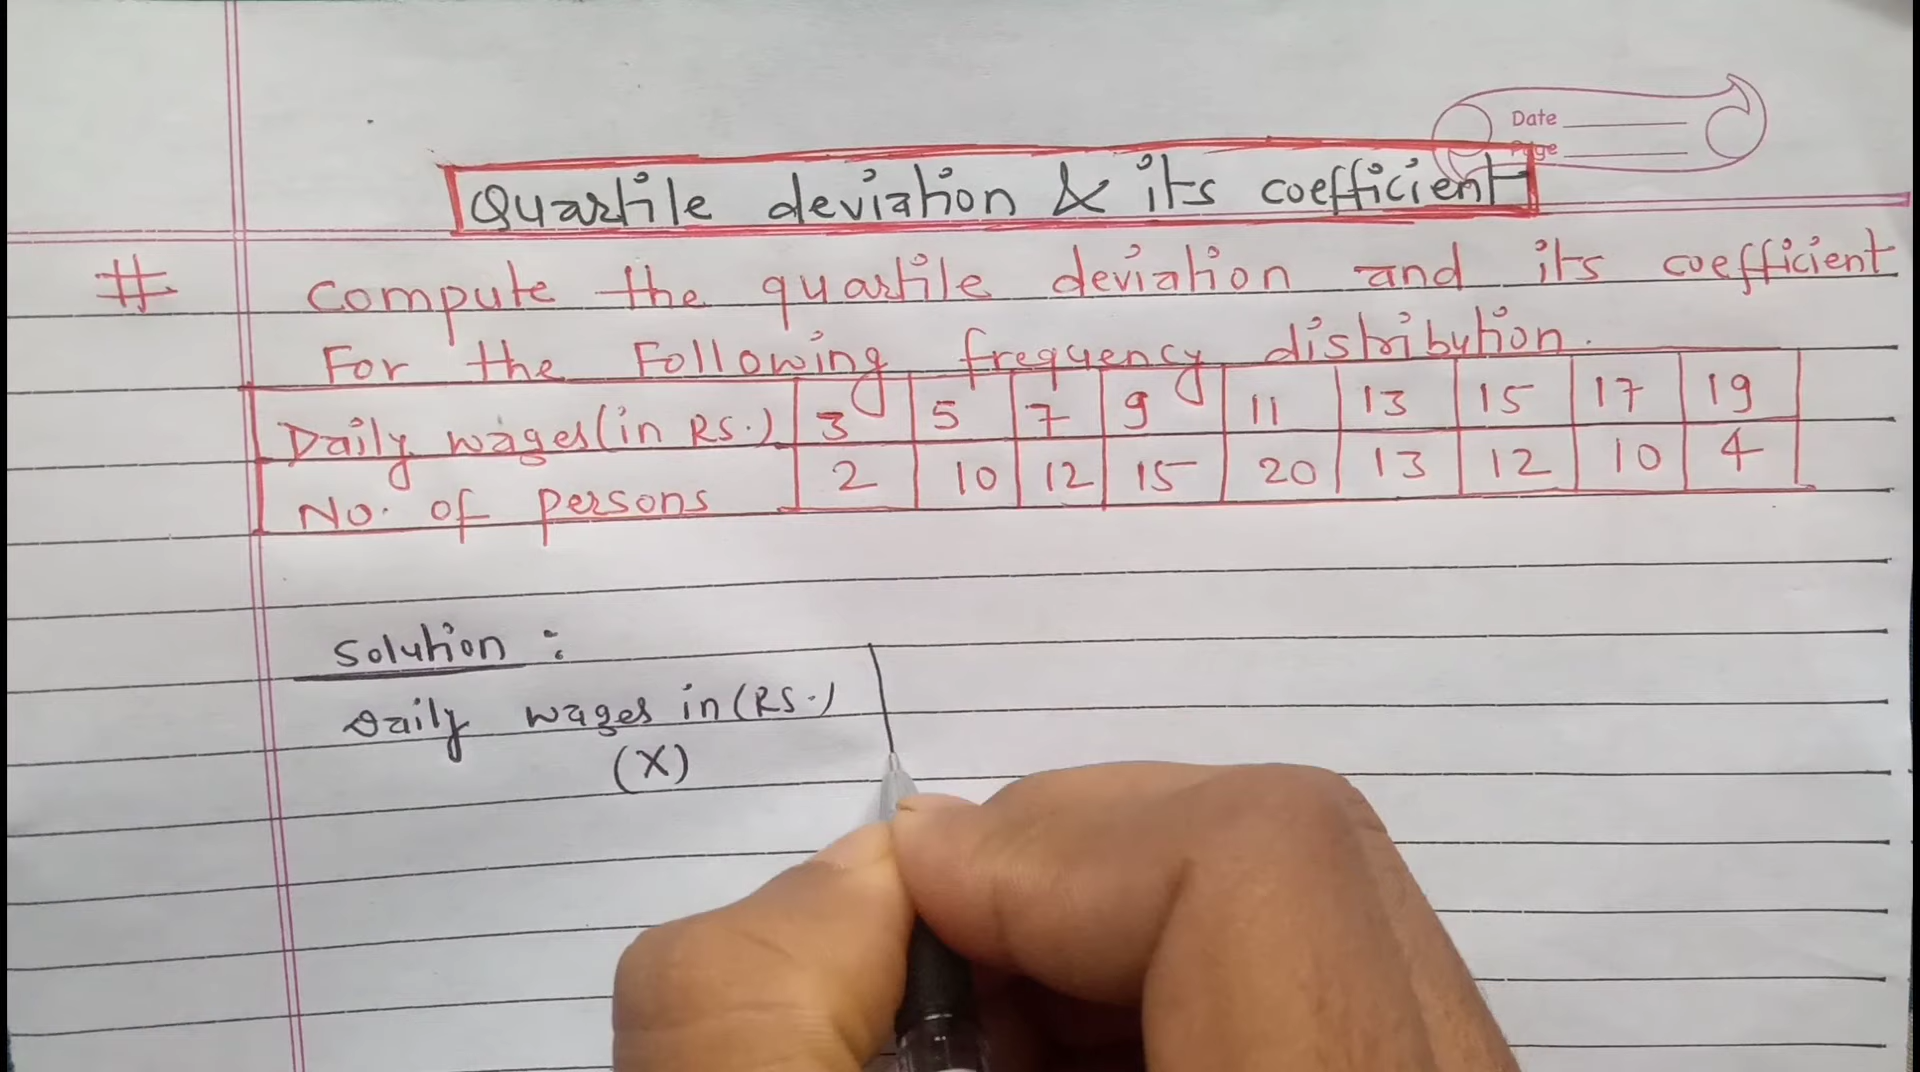 Date
Page
Quartile deviation & its coefficient
# compute the quartile deviation and its coefficient
For the Following frequency distribution.
Daily wages (in RS.) 3 5 7 9 11 13 15 17 19
No. of persons 2 10 12 15 20 13 12 10 4
Solution :
Daily wages in (RS.)
(X)